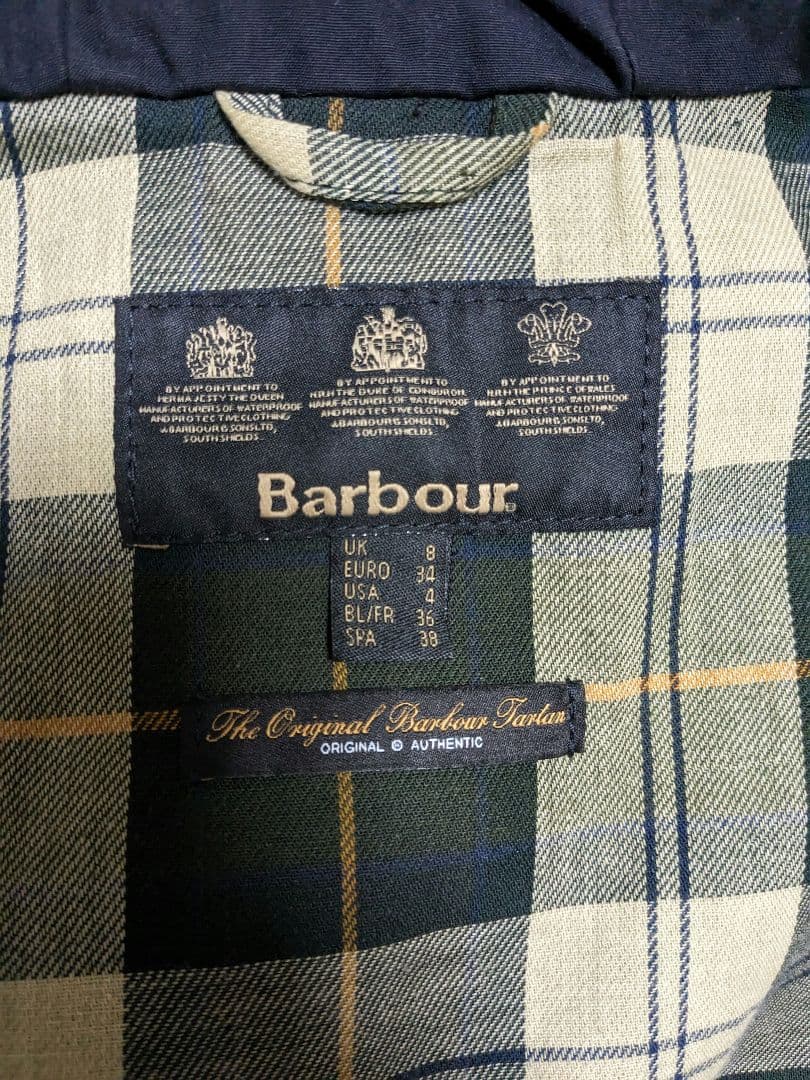 BY APPOINTMENT TO
HER MAJESTY THE QUEEN
MANUFACTURERS OF WATERPROOF
AND PROTECTIVE CLOTHING
J.BARBOUR & SONS LTD,
SOUTH SHIELDS
BY APPOINTMENT TO
H.R.H THE DUKE OF EDINBURGH
MANUFACTURERS OF WATERPROOF
AND PROTECTIVE CLOTHING
J.BARBOUR & SONS LTD,
SOUTH SHIELDS
BY APPOINTMENT TO
H.R.H THE PRINCE OF WALES
MANUFACTURERS OF WATERPROOF
AND PROTECTIVE CLOTHING
J.BARBOUR & SONS LTD,
SOUTH SHIELDS
Barbour®
UK 8
EURO 34
USA 4
BL/FR 36
SPA 38
The Original Barbour Tartan
ORIGINAL © AUTHENTIC